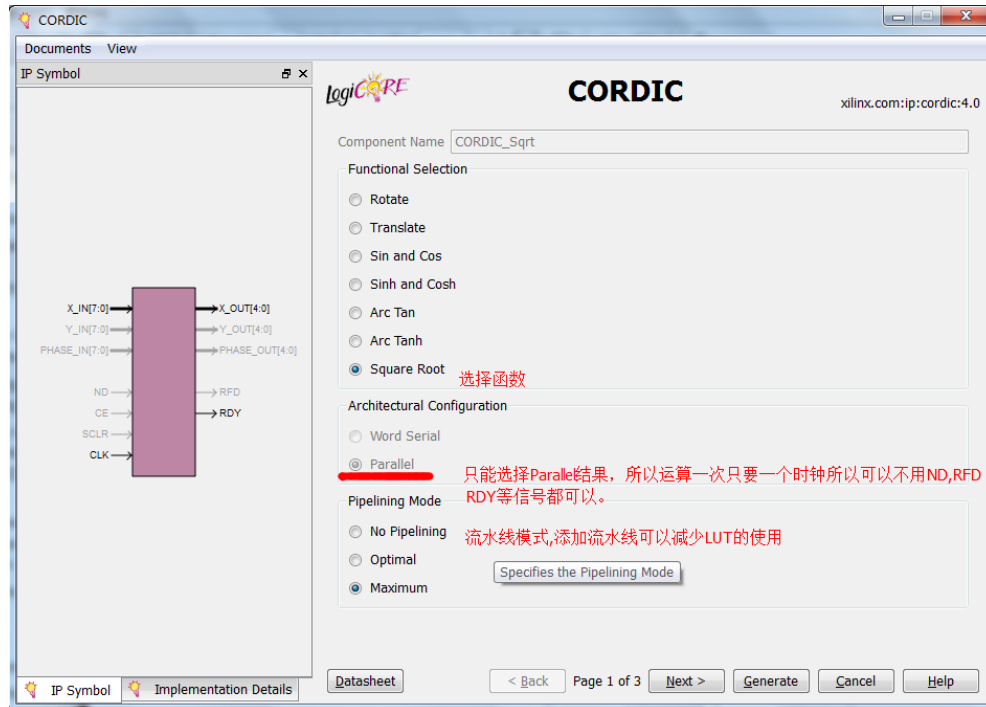 CORDIC
Documents View
IP Symbol
X_IN[7:0]
Y_IN[7:0]
PHASE_IN[7:0]
ND
CE
SCLR
CLK
X_OUT[4:0]
Y_OUT[4:0]
PHASE_OUT[4:0]
RFD
RDY
IP Symbol
Implementation Details
LogiCORE
CORDIC
xilinx.com:ip:cordic:4.0
Component Name CORDIC_Sqrt
Functional Selection
Rotate
Translate
Sin and Cos
Sinh and Cosh
Arc Tan
Arc Tanh
Square Root
选择函数
Architectural Configuration
Word Serial
Parallel
只能选择Parallel结果，所以运算一次只要一个时钟所以可以不用ND,RFD
RDY等信号都可以。
Pipelining Mode
No Pipelining
流水线模式,添加流水线可以减少LUT的使用
Optimal
Specifies the Pipelining Mode
Maximum
Datasheet
< Back
Page 1 of 3
Next >
Generate
Cancel
Help